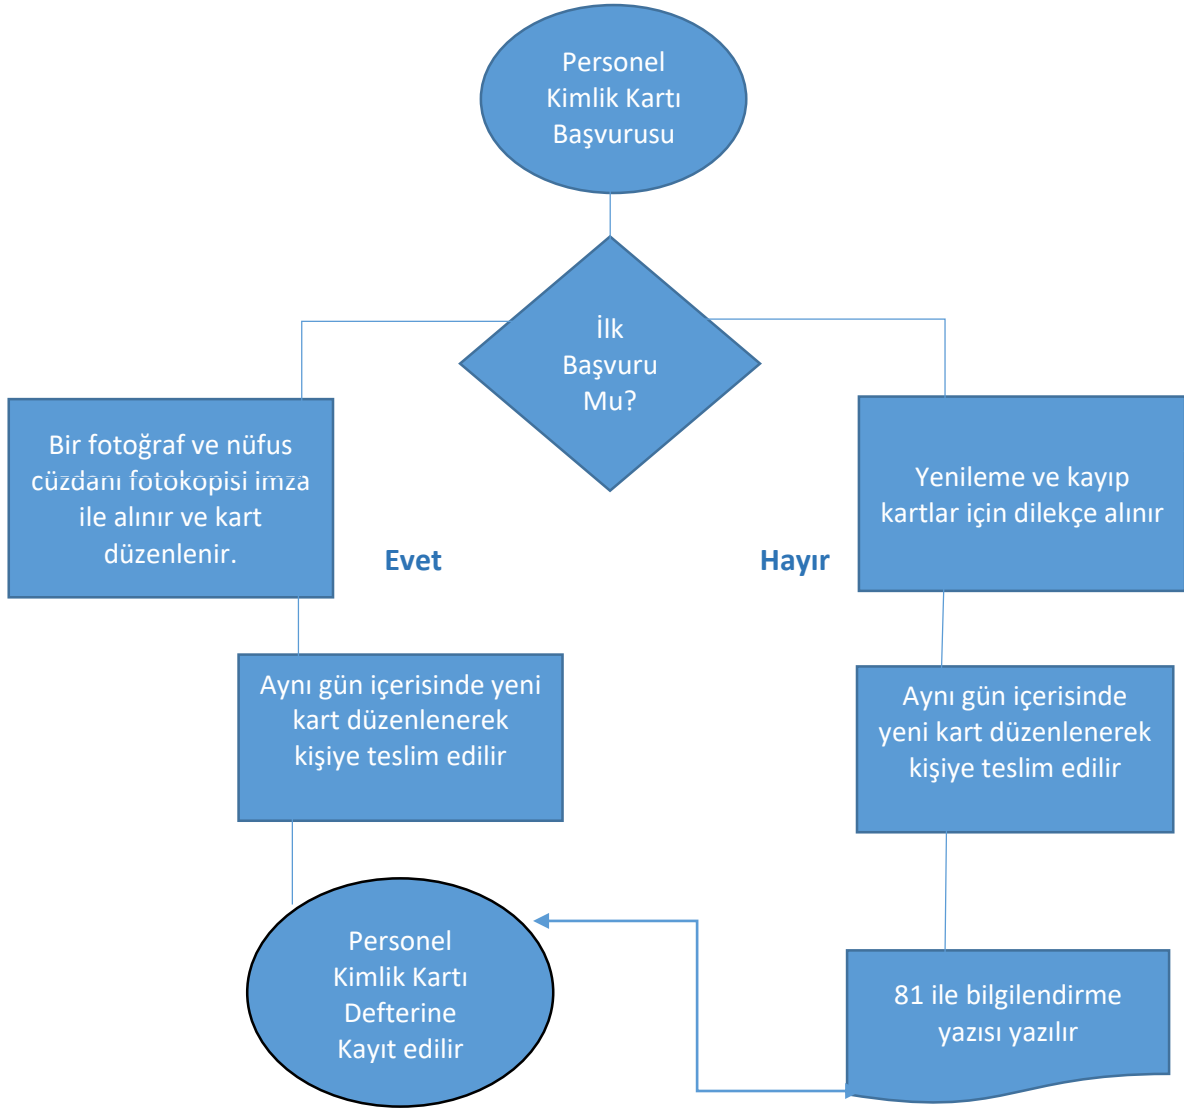 Personel
Kimlik Kartı
Başvurusu
İlk
Başvuru
Mu?
Bir fotoğraf ve nüfus
cüzdanı fotokopisi imza
ile alınır ve kart
düzenlenir.
Yenileme ve kayıp
kartlar için dilekçe alınır
Evet
Hayır
Aynı gün içerisinde yeni
kart düzenlenerek
kişiye teslim edilir
Aynı gün içerisinde
yeni kart düzenlenerek
kişiye teslim edilir
Personel
Kimlik Kartı
Defterine
Kayıt edilir
81 ile bilgilendirme
yazısı yazılır